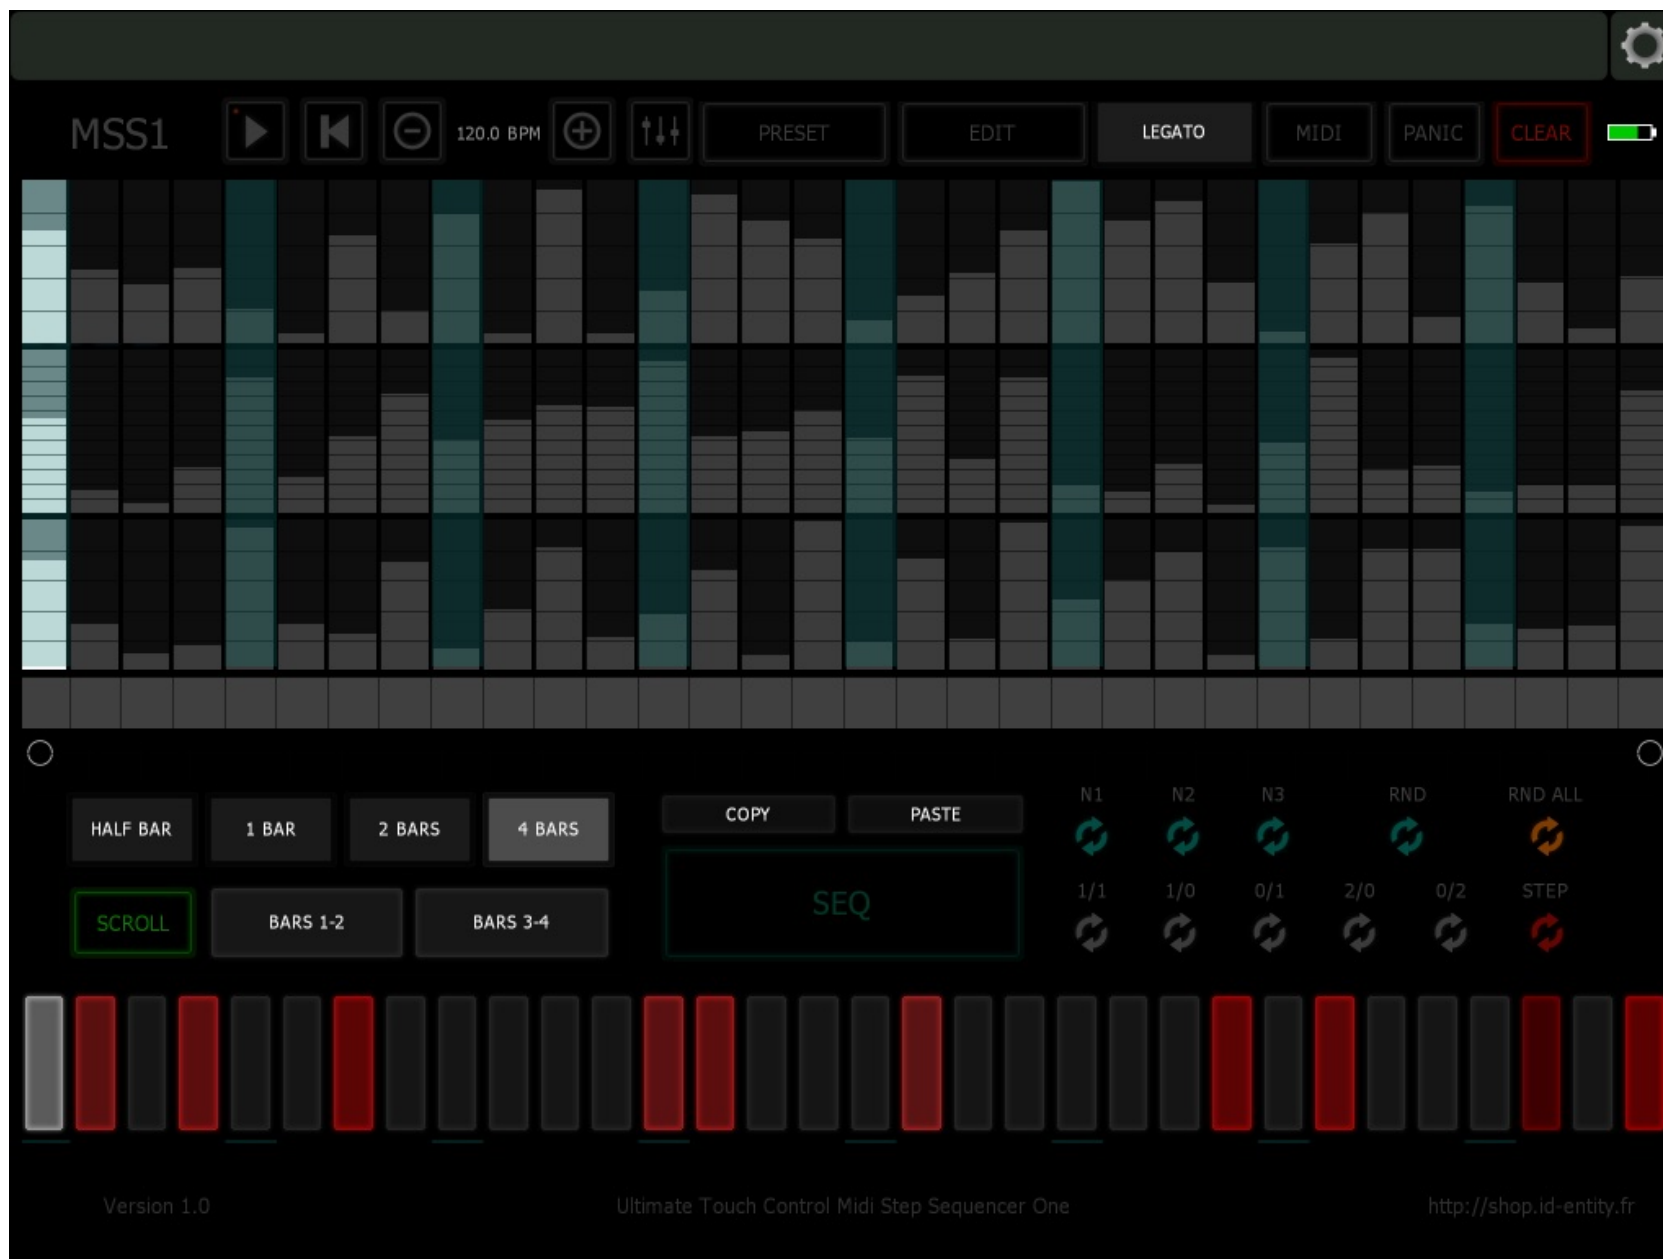 MSS1 120.0 BPM PRESET EDIT LEGATO MIDI PANIC CLEAR
N1 N2 N3 RND RND ALL
HALF BAR 1 BAR 2 BARS 4 BARS COPY PASTE
1/1 1/0 0/1 2/0 0/2 STEP
SCROLL BARS 1-2 BARS 3-4 SEQ
Version 1.0 Ultimate Touch Control Midi Step Sequencer One http://shop.id-entity.fr